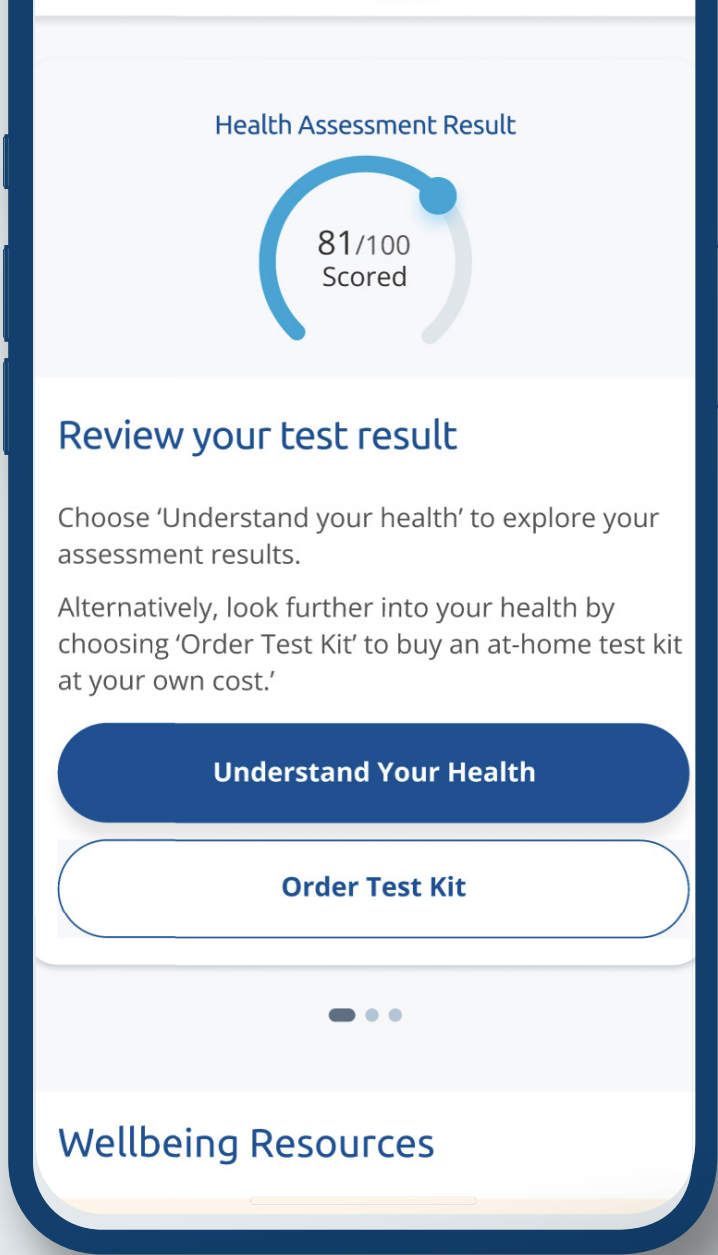 Health Assessment Result
81/100
Scored
Review your test result
Choose ‘Understand your health’ to explore your
assessment results.
Alternatively, look further into your health by
choosing ‘Order Test Kit’ to buy an at-home test kit
at your own cost.’
Understand Your Health
Order Test Kit
Wellbeing Resources